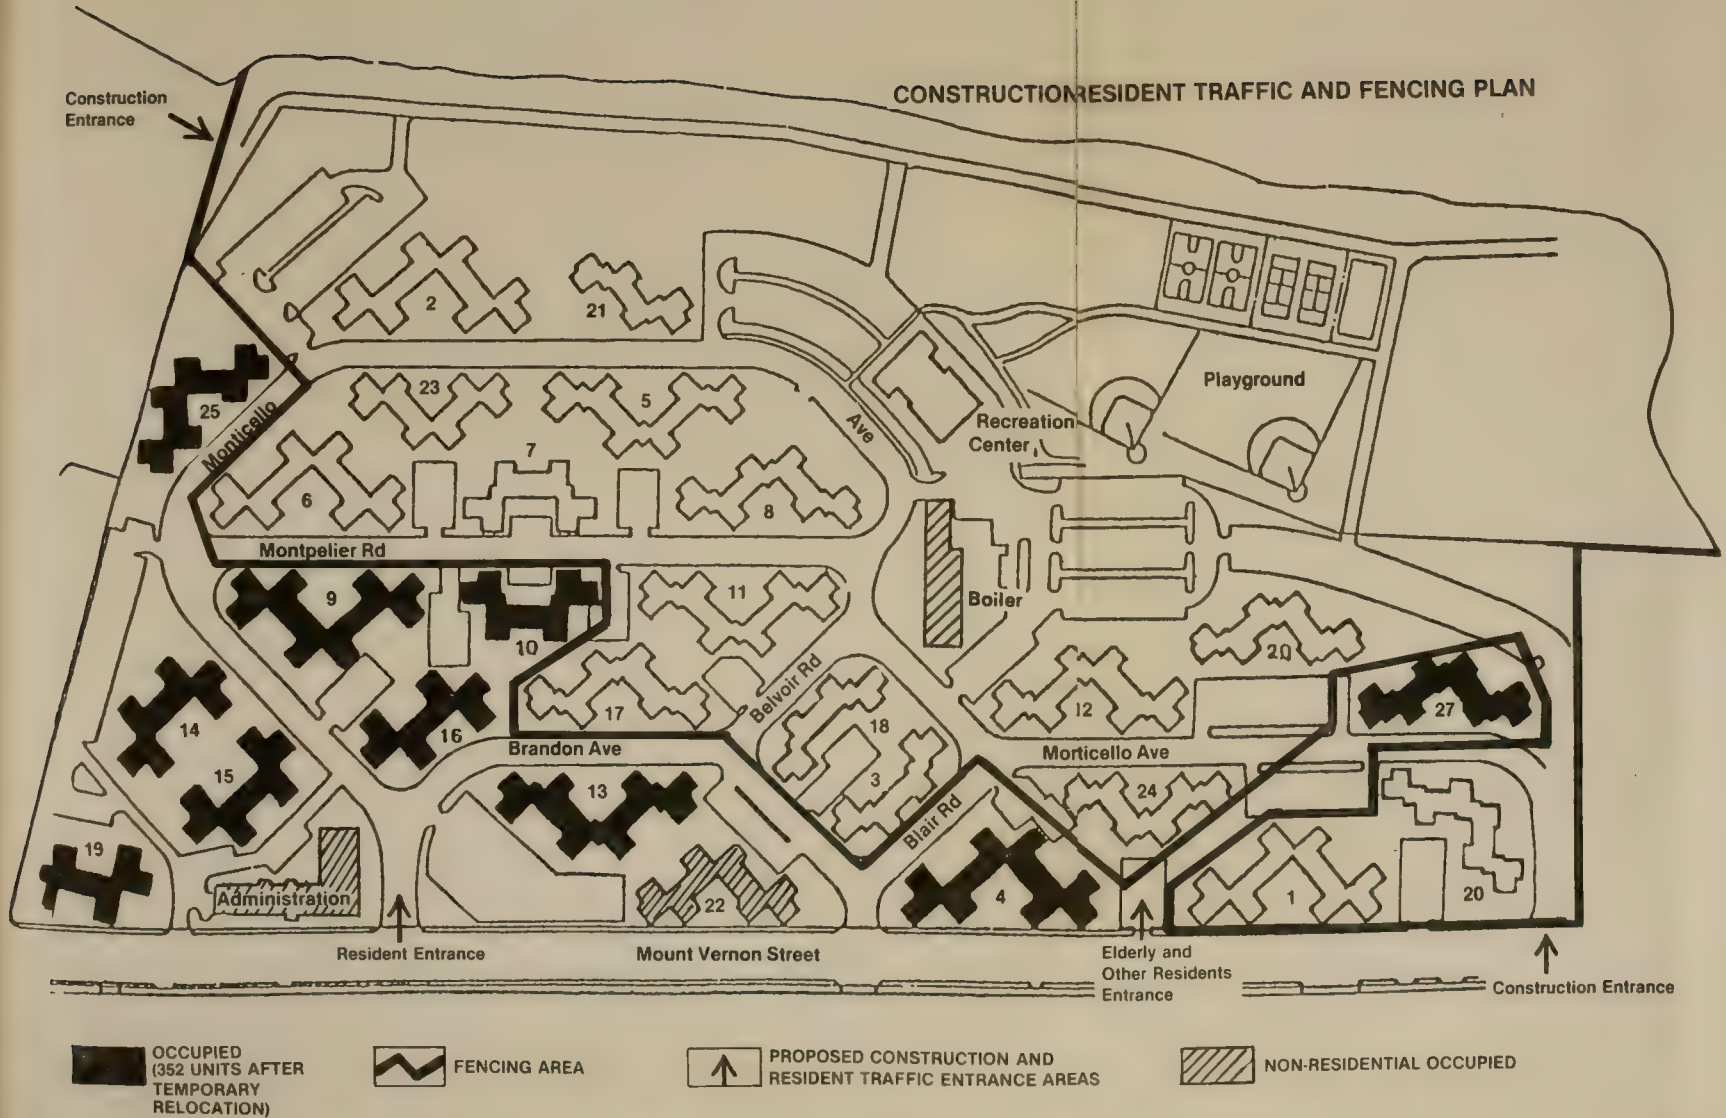 CONSTRUCTION/RESIDENT TRAFFIC AND FENCING PLAN
Construction
Entrance
2
21
25
Monticello
23
5
Ave
Playground
Recreation
Center
7
6
8
Montpelier Rd
9
10
11
Boiler
20
14
16
17
Belvoir Rd
18
12
27
15
Brandon Ave
Morticello Ave
13
3
24
Blair Rd
19
Administration
22
4
1
20
Resident Entrance
Mount Vernon Street
Elderly and
Other Residents
Entrance
Construction Entrance
OCCUPIED
(352 UNITS AFTER
TEMPORARY
RELOCATION)
FENCING AREA
PROPOSED CONSTRUCTION AND
RESIDENT TRAFFIC ENTRANCE AREAS
NON-RESIDENTIAL OCCUPIED